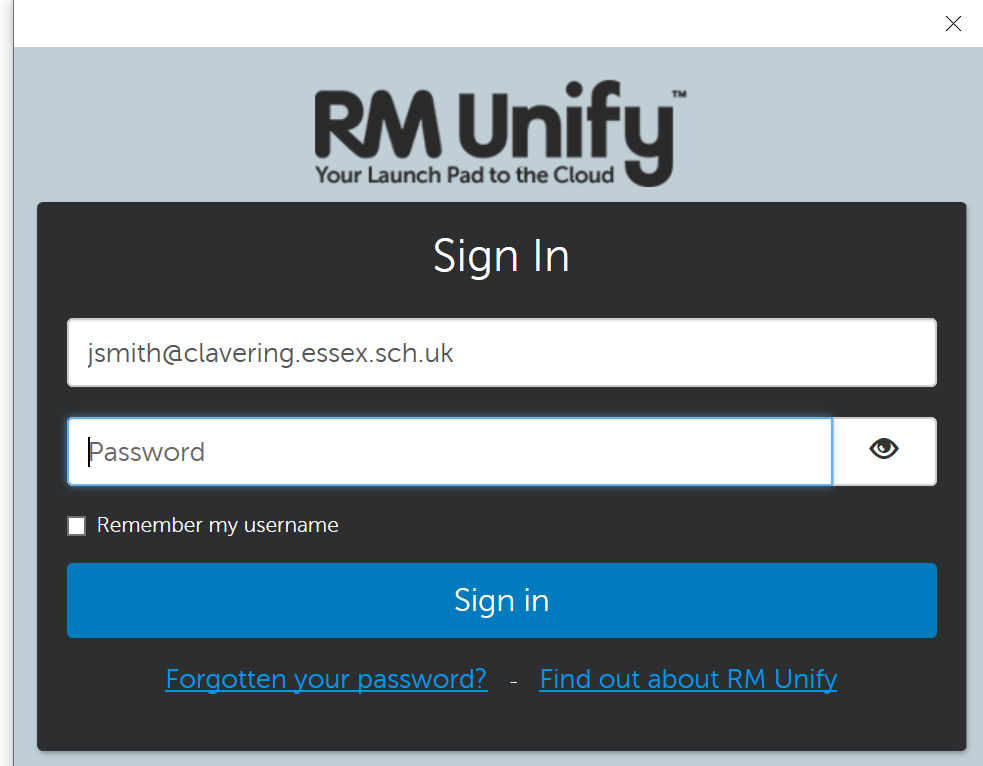 RM Unify™
Your Launch Pad to the Cloud
Sign In
jsmith@clavering.essex.sch.uk
Password
Remember my username
Sign in
Forgotten your password? - Find out about RM Unify